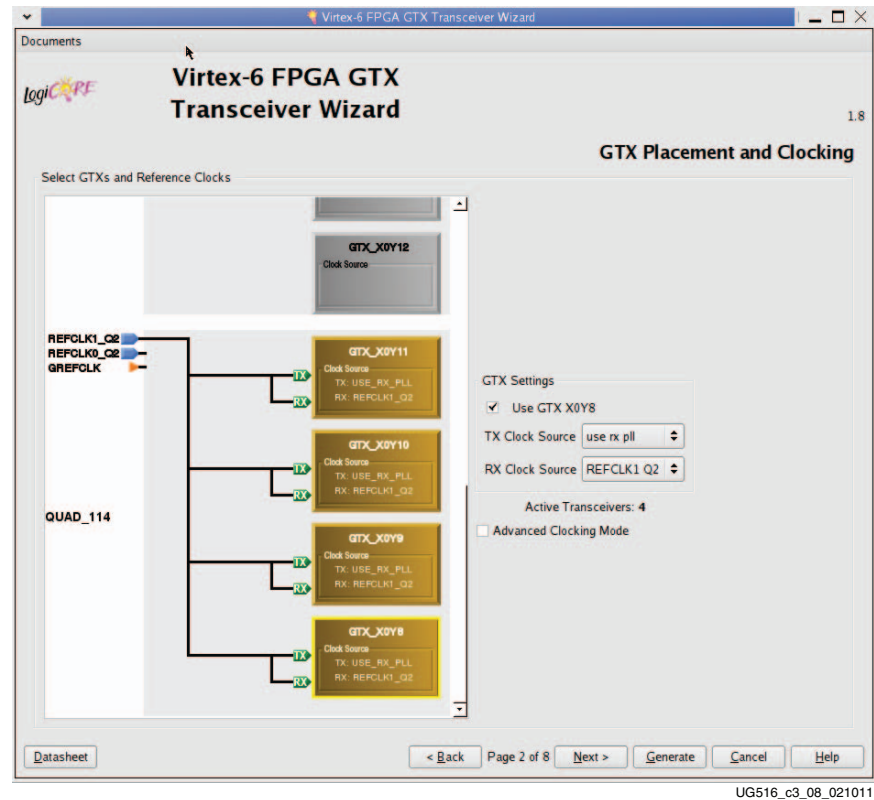 Virtex-6 FPGA GTX Transceiver Wizard
Documents
LogiCORE
Virtex-6 FPGA GTX
Transceiver Wizard
1.8
GTX Placement and Clocking
Select GTXs and Reference Clocks
GTX_X0Y12
Clock Source
REFCLK1_Q2
REFCLK0_Q2
GREFCLK
GTX_X0Y11
Clock Source
TX TX: USE_RX_PLL
RX RX: REFCLK1_Q2
GTX_X0Y10
Clock Source
TX TX: USE_RX_PLL
RX RX: REFCLK1_Q2
QUAD_114
GTX_X0Y9
Clock Source
TX TX: USE_RX_PLL
RX RX: REFCLK1_Q2
GTX_X0Y8
Clock Source
TX TX: USE_RX_PLL
RX RX: REFCLK1_Q2
GTX Settings
Use GTX X0Y8
TX Clock Source use rx pll
RX Clock Source REFCLK1 Q2
Active Transceivers: 4
Advanced Clocking Mode
Datasheet < Back Page 2 of 8 Next > Generate Cancel Help
UG516_c3_08_021011